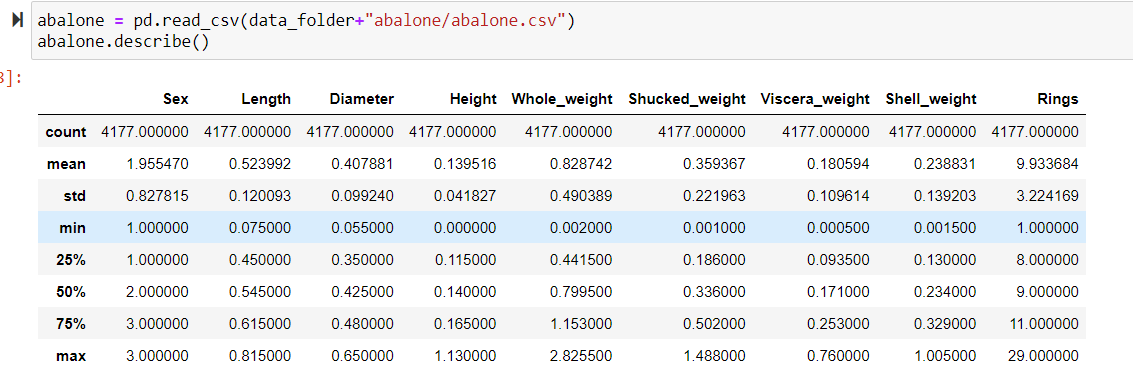 abalone = pd.read_csv(data_folder+"abalone/abalone.csv")
abalone.describe()
3]:
Sex Length Diameter Height Whole_weight Shucked_weight Viscera_weight Shell_weight Rings
count 4177.000000 4177.000000 4177.000000 4177.000000 4177.000000 4177.000000 4177.000000 4177.000000 4177.000000
mean 1.955470 0.523992 0.407881 0.139516 0.828742 0.359367 0.180594 0.238831 9.933684
std 0.827815 0.120093 0.099240 0.041827 0.490389 0.221963 0.109614 0.139203 3.224169
min 1.000000 0.075000 0.055000 0.000000 0.002000 0.001000 0.000500 0.001500 1.000000
25% 1.000000 0.450000 0.350000 0.115000 0.441500 0.186000 0.093500 0.130000 8.000000
50% 2.000000 0.545000 0.425000 0.140000 0.799500 0.336000 0.171000 0.234000 9.000000
75% 3.000000 0.615000 0.480000 0.165000 1.153000 0.502000 0.253000 0.329000 11.000000
max 3.000000 0.815000 0.650000 1.130000 2.825500 1.488000 0.760000 1.005000 29.000000